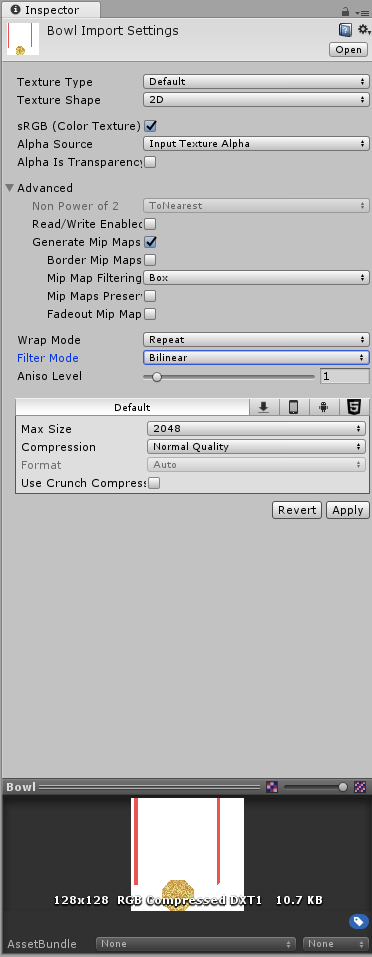 Inspector
Bowl Import Settings
Open
Texture Type Default
Texture Shape 2D
sRGB (Color Texture)
Alpha Source Input Texture Alpha
Alpha Is Transparency
Advanced
Non Power of 2 ToNearest
Read/Write Enabled
Generate Mip Maps
Border Mip Maps
Mip Map Filtering Box
Mip Maps Preser
Fadeout Mip Map
Wrap Mode Repeat
Filter Mode Bilinear
Aniso Level 1
Default
Max Size 2048
Compression Normal Quality
Format Auto
Use Crunch Compress
Revert Apply
Bowl
128x128 RGB Compressed DXT1 10.7 KB
AssetBundle None None